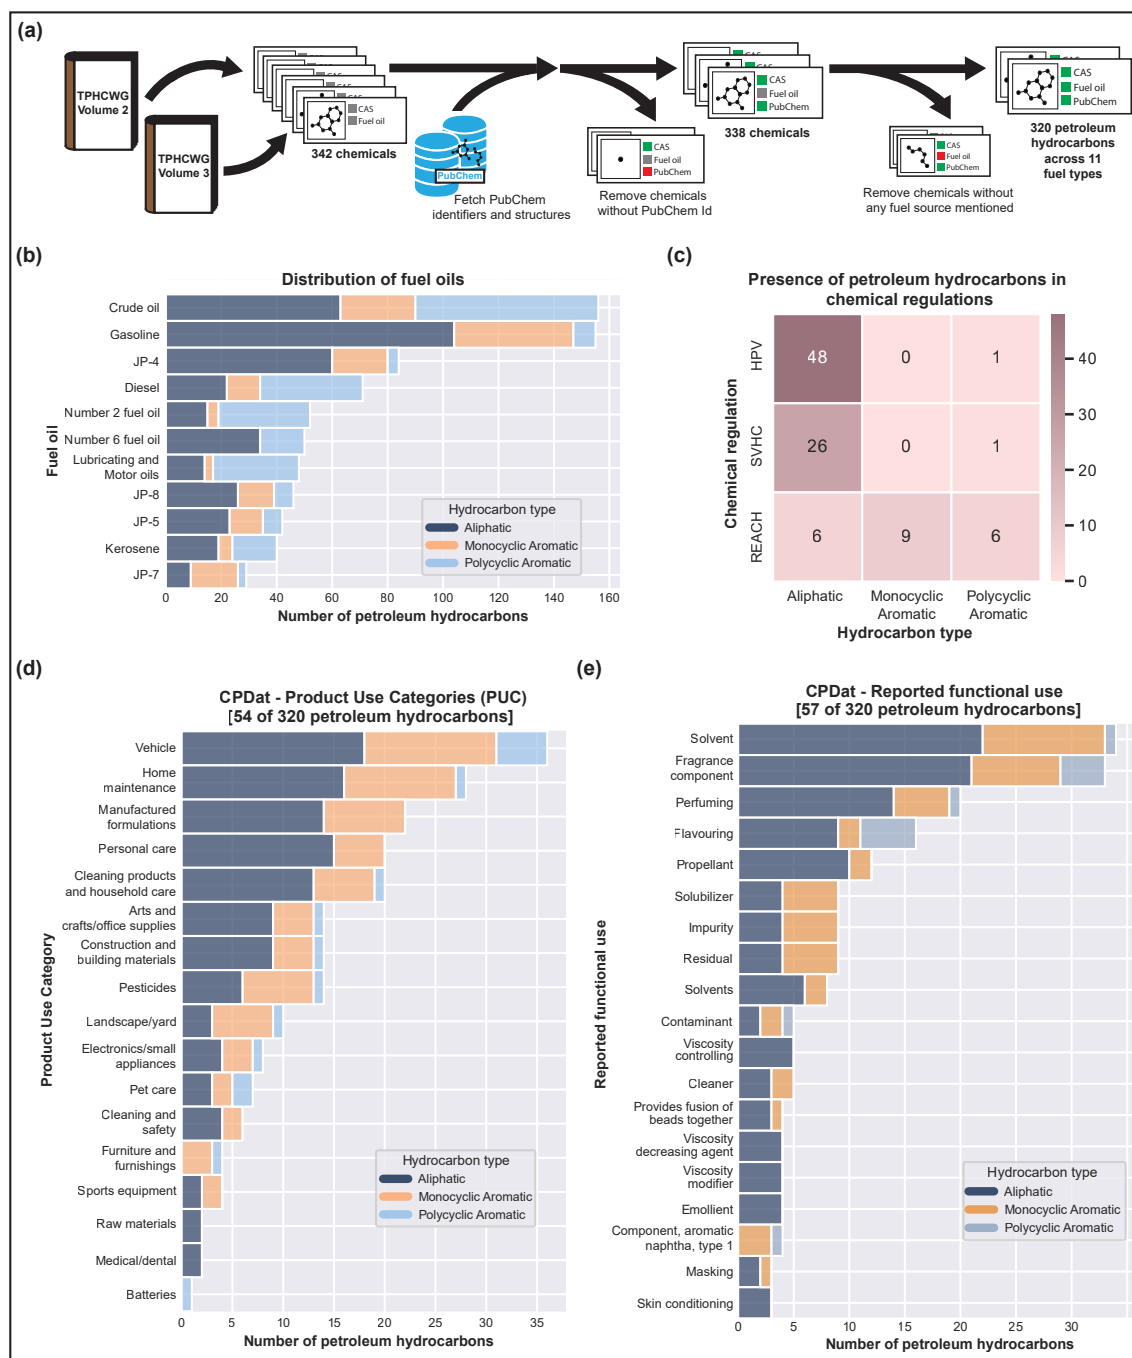 (a)
TPHCWG
Volume 2
TPHCWG
Volume 3
CAS
Fuel oil
342 chemicals
PubChem
Fetch PubChem
identifiers and structures
CAS
Fuel oil
PubChem
Remove chemicals
without PubChem Id
CAS
Fuel oil
PubChem
338 chemicals
CAS
Fuel oil
PubChem
Remove chemicals without
any fuel source mentioned
CAS
Fuel oil
PubChem
320 petroleum
hydrocarbons
across 11
fuel types
(b)
Distribution of fuel oils
Fuel oil
Crude oil
Gasoline
JP-4
Diesel
Number 2 fuel oil
Number 6 fuel oil
Lubricating and
Motor oils
JP-8
JP-5
Kerosene
JP-7
Hydrocarbon type
Aliphatic
Monocyclic Aromatic
Polycyclic Aromatic
0 20 40 60 80 100 120 140 160
Number of petroleum hydrocarbons
(c)
Presence of petroleum hydrocarbons in
chemical regulations
Chemical regulation
HPV
48 0 1
SVHC
26 0 1
REACH
6 9 6
40
30
20
10
0
Aliphatic Monocyclic Polycyclic
Aromatic Aromatic
Hydrocarbon type
(d)
CPDat - Product Use Categories (PUC)
[54 of 320 petroleum hydrocarbons]
Product Use Category
Vehicle
Home
maintenance
Manufactured
formulations
Personal care
Cleaning products
and household care
Arts and
crafts/office supplies
Construction and
building materials
Pesticides
Landscape/yard
Electronics/small
appliances
Pet care
Cleaning and
safety
Furniture and
furnishings
Sports equipment
Raw materials
Medical/dental
Batteries
Hydrocarbon type
Aliphatic
Monocyclic Aromatic
Polycyclic Aromatic
0 5 10 15 20 25 30 35
Number of petroleum hydrocarbons
(e)
CPDat - Reported functional use
[57 of 320 petroleum hydrocarbons]
Reported functional use
Solvent
Fragrance
component
Perfuming
Flavouring
Propellant
Solubilizer
Impurity
Residual
Solvents
Contaminant
Viscosity
controlling
Cleaner
Provides fusion of
beads together
Viscosity
decreasing agent
Viscosity
modifier
Emollient
Component, aromatic
naphtha, type 1
Masking
Skin conditioning
Hydrocarbon type
Aliphatic
Monocyclic Aromatic
Polycyclic Aromatic
0 5 10 15 20 25 30
Number of petroleum hydrocarbons